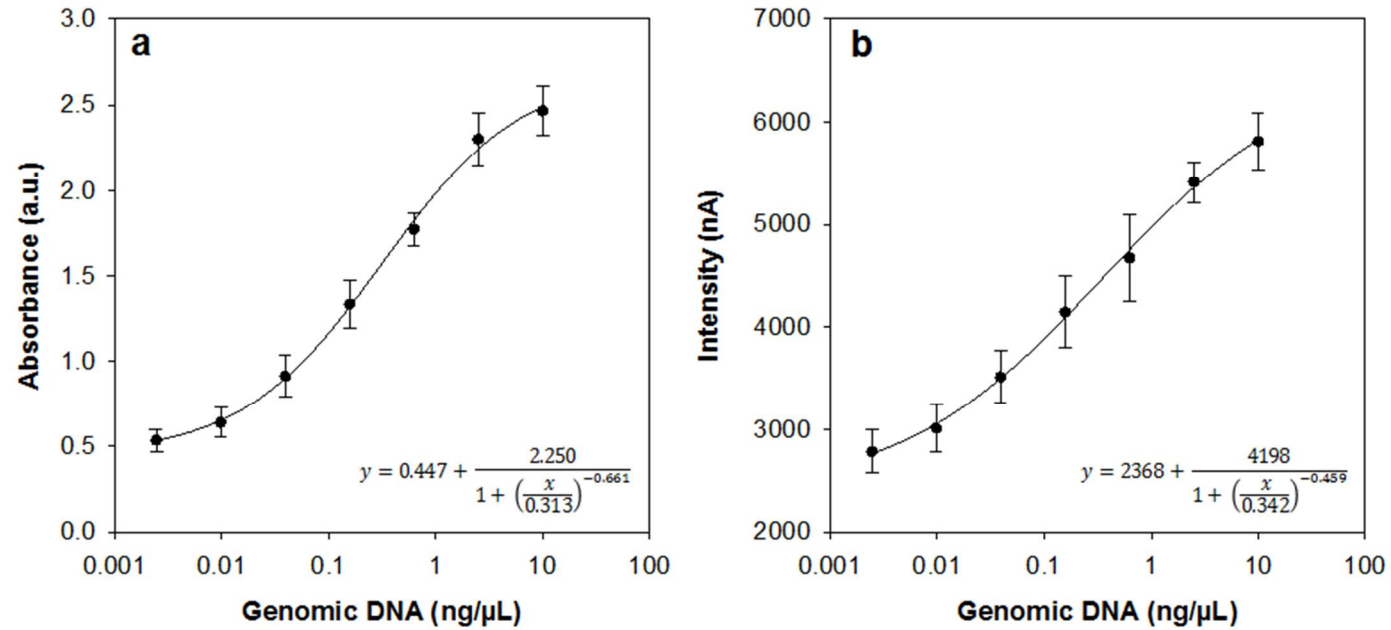 a
3.0
2.5
2.0
1.5
1.0
0.5
0.0
Absorbance (a.u.)
0.001 0.01 0.1 1 10 100
Genomic DNA (ng/µL)
y = 0.447 + 2.250 / 1 + (x / 0.313)^−0.661
b
7000
6000
5000
4000
3000
2000
Intensity (nA)
0.001 0.01 0.1 1 10 100
Genomic DNA (ng/µL)
y = 2368 + 4198 / 1 + (x / 0.342)^−0.459